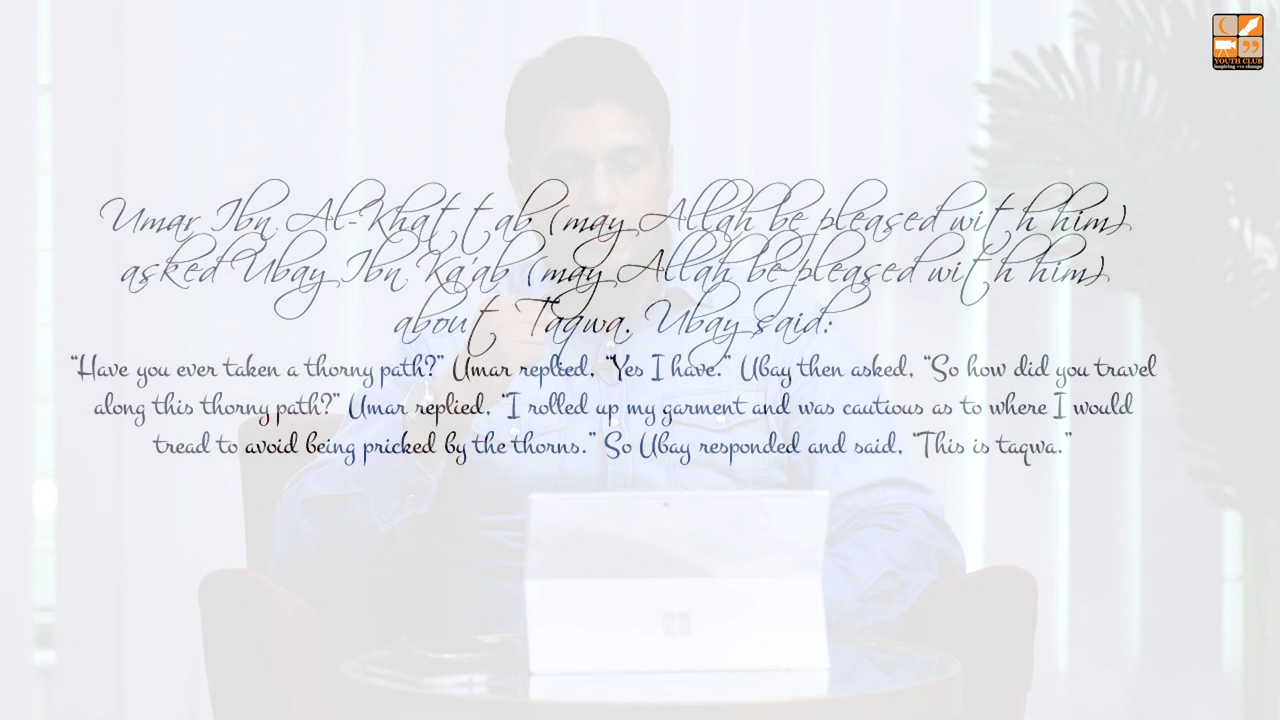 YOUTH CLUB
Inspiring +ve change
Umar Ibn Al-Khattab (may Allah be pleased with him)
asked Ubay Ibn Ka'ab (may Allah be pleased with him)
about Taqwa. Ubay said:
“Have you ever taken a thorny path?” Umar replied, “Yes I have.” Ubay then asked, “So how did you travel
along this thorny path?” Umar replied, “I rolled up my garment and was cautious as to where I would
tread to avoid being pricked by the thorns.” So Ubay responded and said, “This is taqwa.”